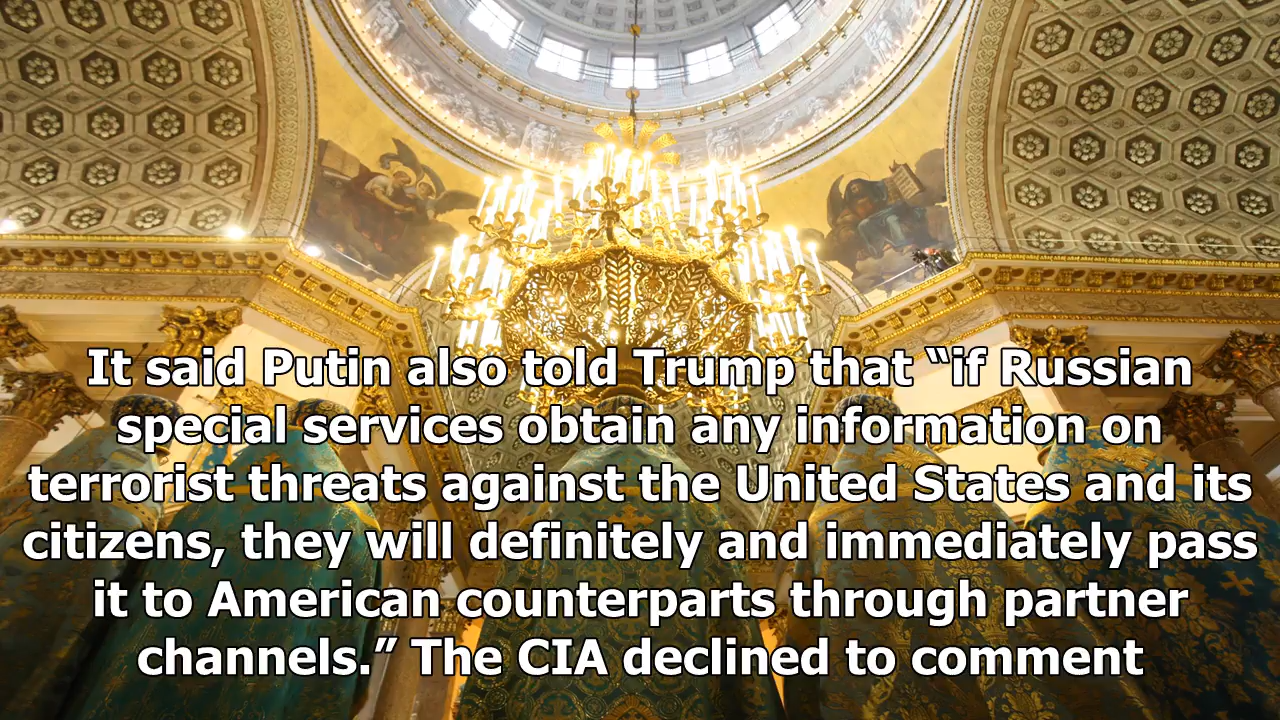 It said Putin also told Trump that “if Russian
special services obtain any information on
terrorist threats against the United States and its
citizens, they will definitely and immediately pass
it to American counterparts through partner
channels.” The CIA declined to comment